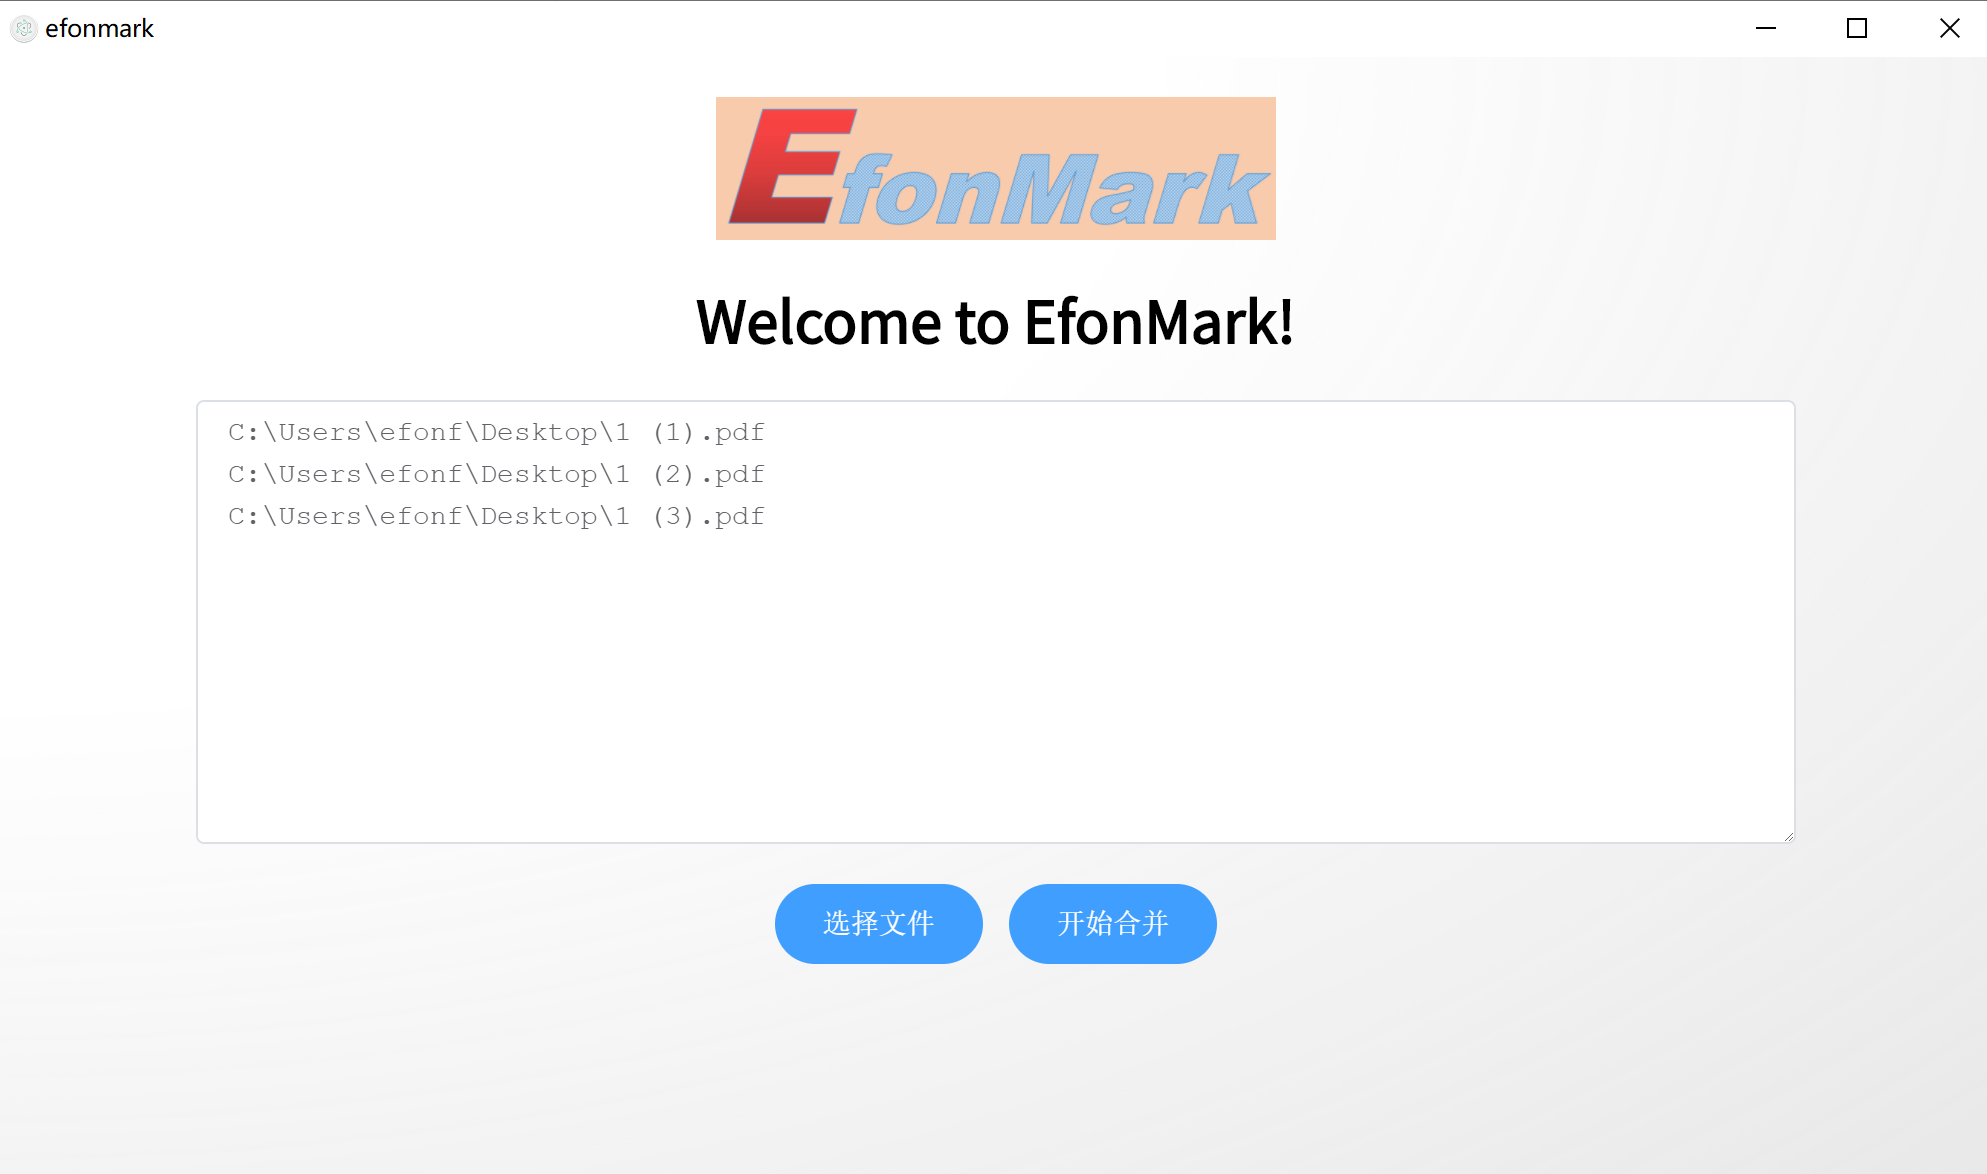 efonmark
EfonMark
Welcome to EfonMark!
C:\Users\efonf\Desktop\1 (1).pdf
C:\Users\efonf\Desktop\1 (2).pdf
C:\Users\efonf\Desktop\1 (3).pdf
选择文件 开始合并